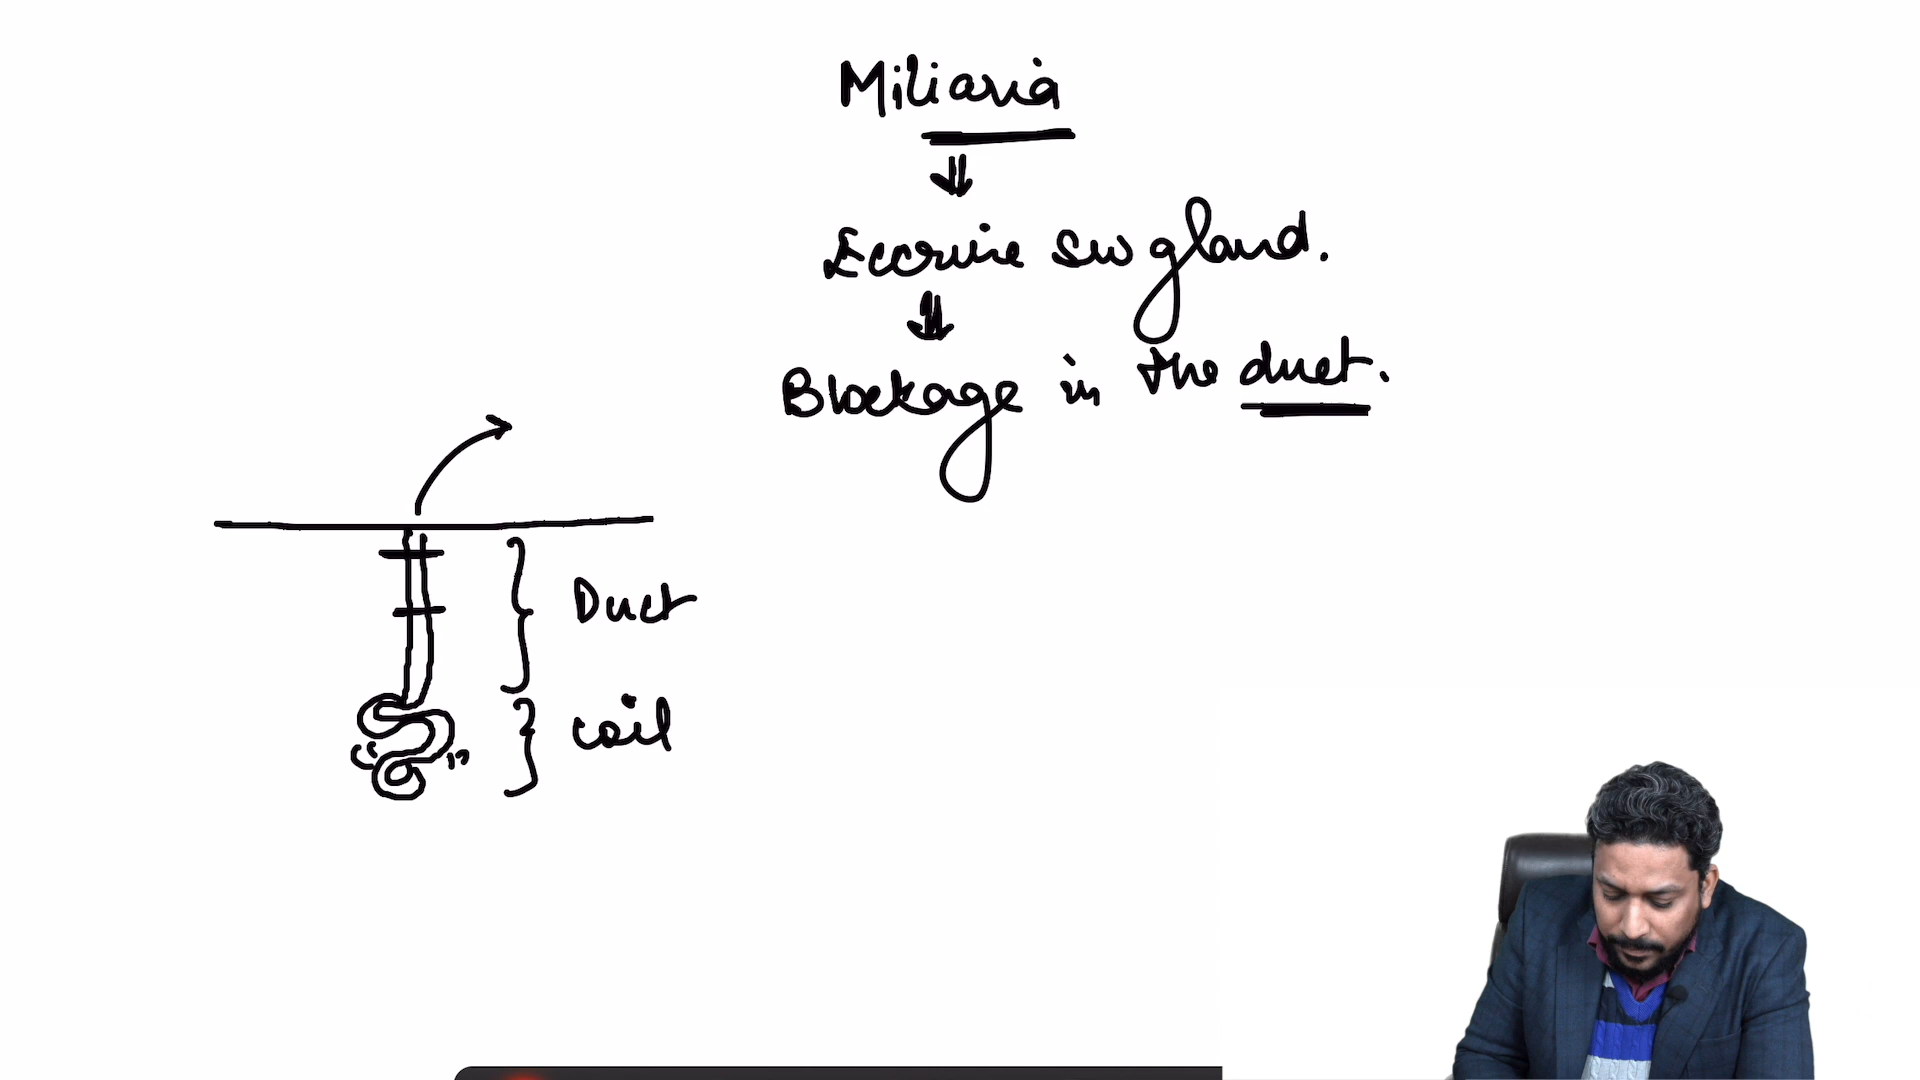 Miliaria
Eccrine sw gland.
Blockage in the duct.
Duct
coil